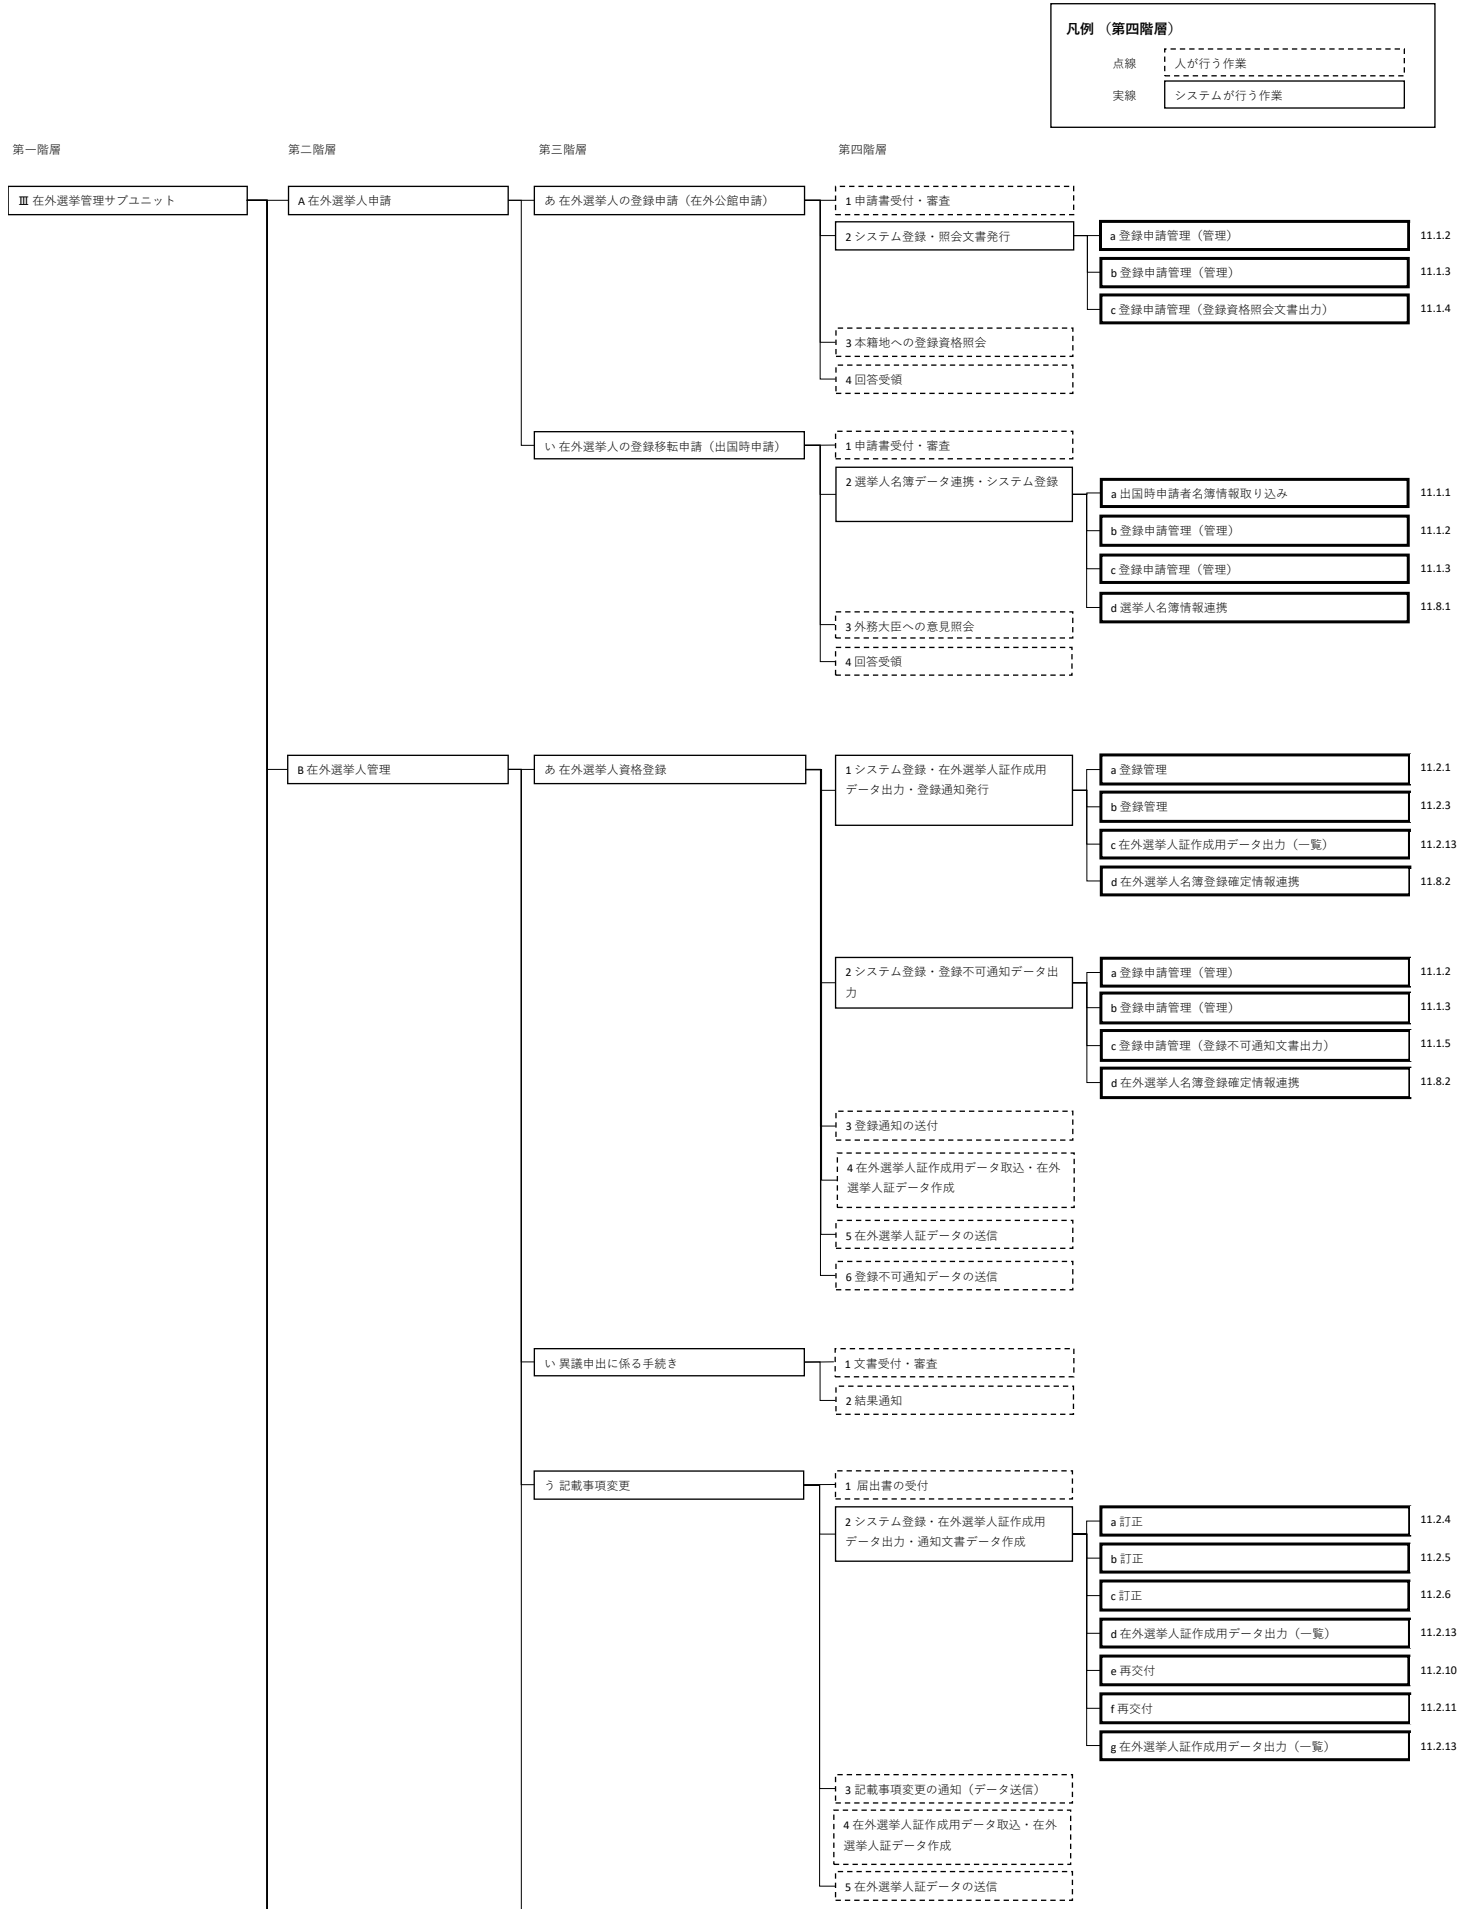 凡例 （第四階層）
点線 人が行う作業
実線 システムが行う作業
第一階層 第二階層 第三階層 第四階層
Ⅲ 在外選挙管理サブユニット
A 在外選挙人申請
あ 在外選挙人の登録申請（在外公館申請）
1 申請書受付・審査
2 システム登録・照会文書発行
a 登録申請管理（管理） 11.1.2
b 登録申請管理（管理） 11.1.3
c 登録申請管理（登録資格照会文書出力） 11.1.4
3 本籍地への登録資格照会
4 回答受領
い 在外選挙人の登録移転申請（出国時申請）
1 申請書受付・審査
2 選挙人名簿データ連携・システム登録
a 出国時申請者名簿情報取り込み 11.1.1
b 登録申請管理（管理） 11.1.2
c 登録申請管理（管理） 11.1.3
d 選挙人名簿情報連携 11.8.1
3 外務大臣への意見照会
4 回答受領
B 在外選挙人管理
あ 在外選挙人資格登録
1 システム登録・在外選挙人証作成用
データ出力・登録通知発行
a 登録管理 11.2.1
b 登録管理 11.2.3
c 在外選挙人証作成用データ出力（一覧） 11.2.13
d 在外選挙人名簿登録確定情報連携 11.8.2
2 システム登録・登録不可通知データ出
力
a 登録申請管理（管理） 11.1.2
b 登録申請管理（管理） 11.1.3
c 登録申請管理（登録不可通知文書出力） 11.1.5
d 在外選挙人名簿登録確定情報連携 11.8.2
3 登録通知の送付
4 在外選挙人証作成用データ取込・在外
選挙人証データ作成
5 在外選挙人証データの送信
6 登録不可通知データの送信
い 異議申出に係る手続き
1 文書受付・審査
2 結果通知
う 記載事項変更
1 届出書の受付
2 システム登録・在外選挙人証作成用
データ出力・通知文書データ作成
a 訂正 11.2.4
b 訂正 11.2.5
c 訂正 11.2.6
d 在外選挙人証作成用データ出力（一覧） 11.2.13
e 再交付 11.2.10
f 再交付 11.2.11
g 在外選挙人証作成用データ出力（一覧） 11.2.13
3 記載事項変更の通知（データ送信）
4 在外選挙人証作成用データ取込・在外
選挙人証データ作成
5 在外選挙人証データの送信